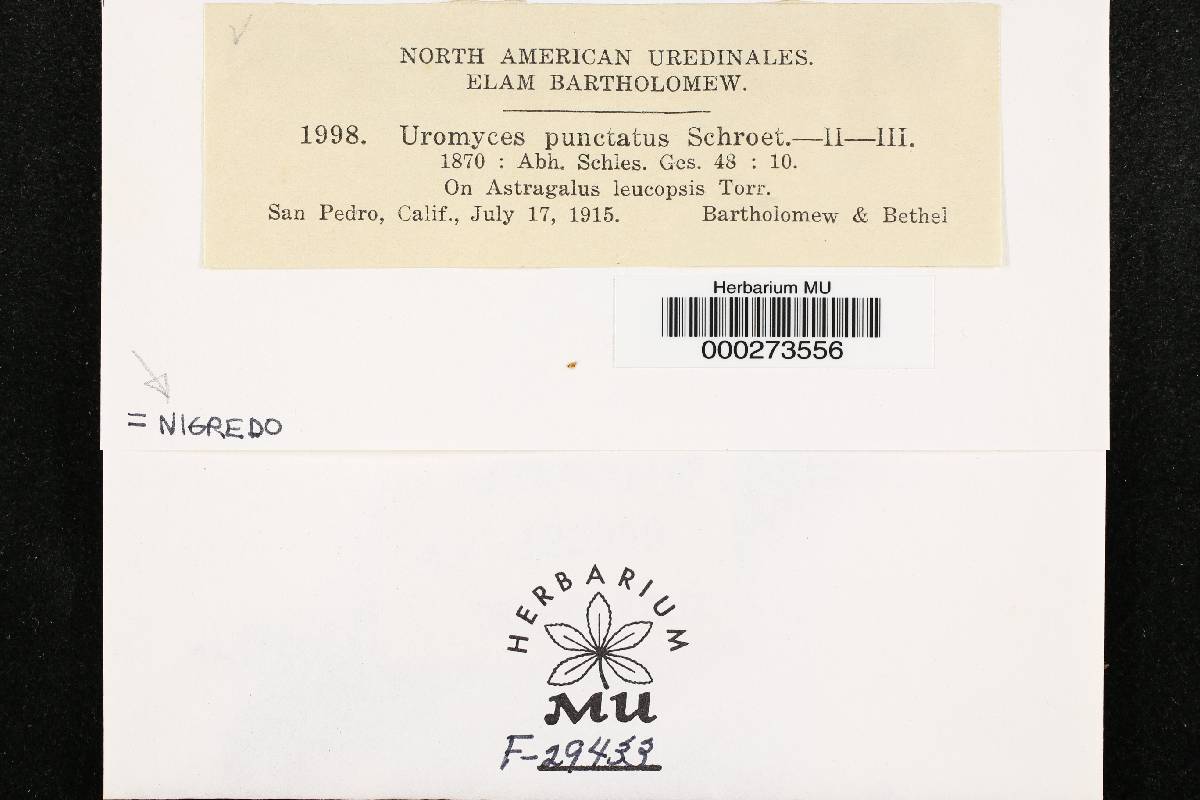 NORTH AMERICAN UREDINALES.
ELAM BARTHOLOMEW.
1998. Uromyces punctatus Schroet.—II—III.
1870 : Abh. Schles. Ges. 48 : 10.
On Astragalus leucopsis Torr.
San Pedro, Calif., July 17, 1915. Bartholomew & Bethel
Herbarium MU
000273556
= NIGREDO
HERBARIUM
MU
F-29433